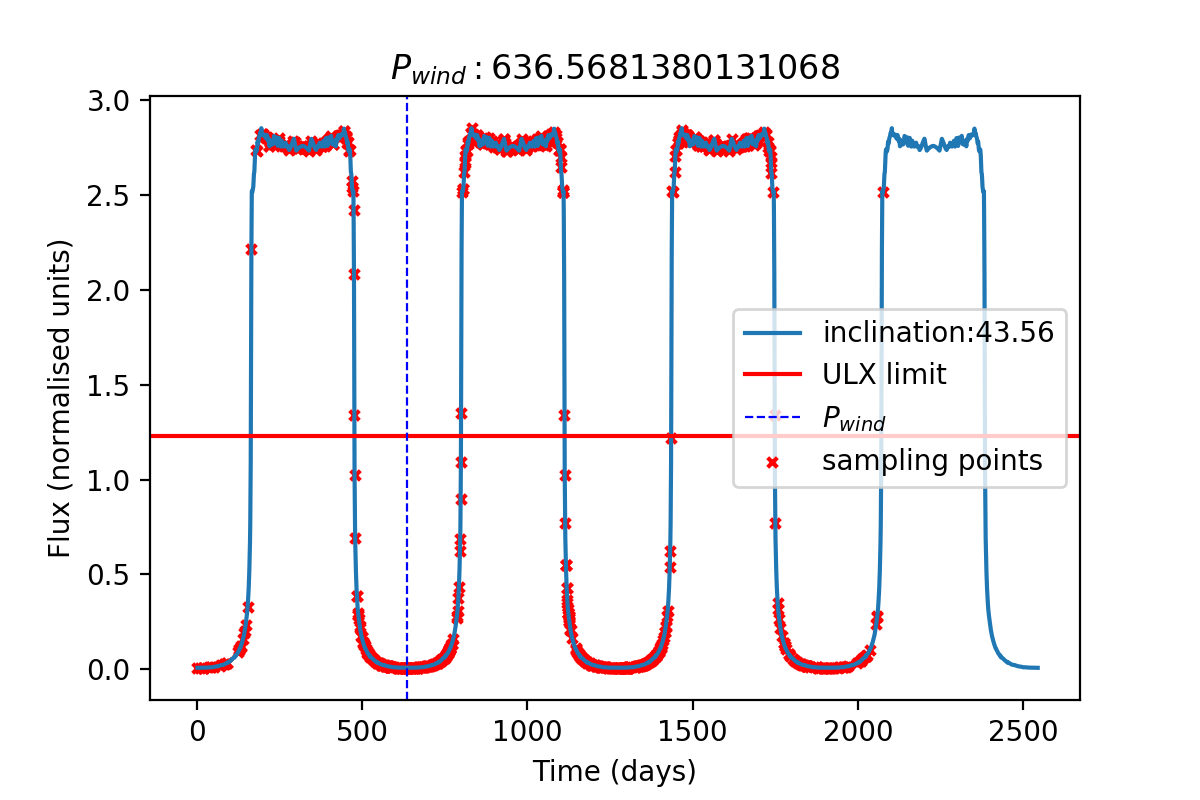 P_wind : 636.5681380131068
3.0
2.5
2.0
1.5
1.0
0.5
0.0
Flux (normalised units)
inclination:43.56
ULX limit
P_wind
sampling points
0 500 1000 1500 2000 2500
Time (days)